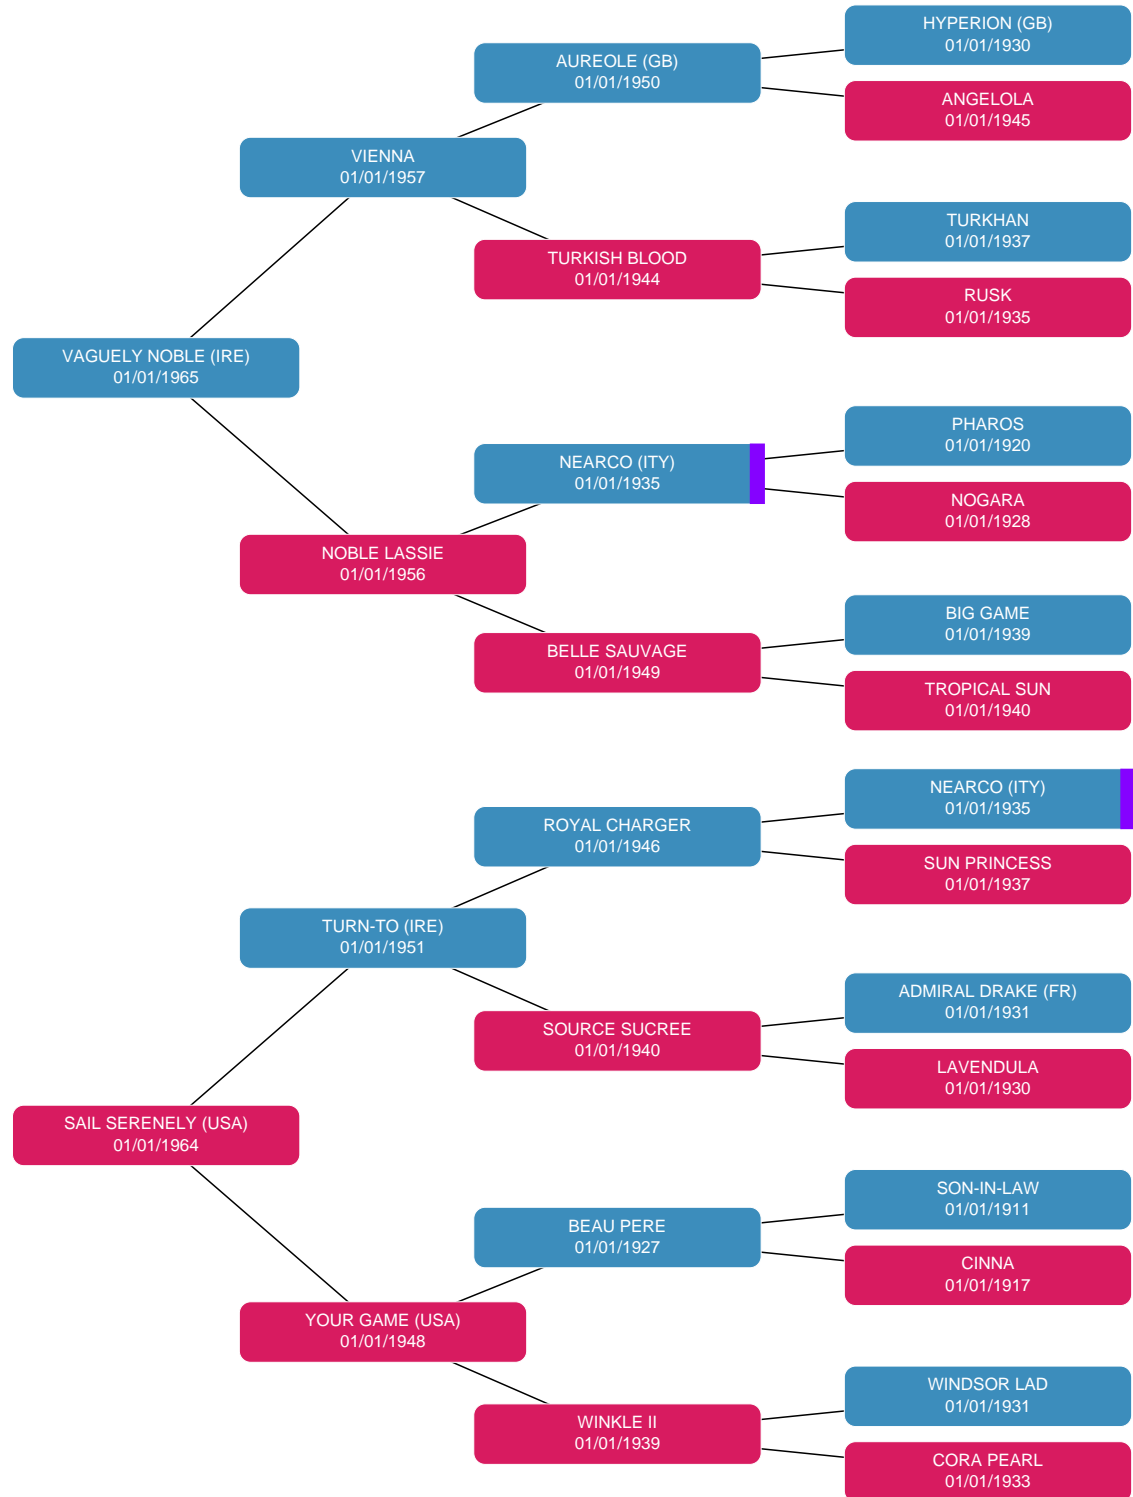 HYPERION (GB)
01/01/1930
AUREOLE (GB)
01/01/1950
ANGELOLA
01/01/1945
VIENNA
01/01/1957
TURKHAN
01/01/1937
TURKISH BLOOD
01/01/1944
RUSK
01/01/1935
VAGUELY NOBLE (IRE)
01/01/1965
PHAROS
01/01/1920
NEARCO (ITY)
01/01/1935
NOGARA
01/01/1928
NOBLE LASSIE
01/01/1956
BIG GAME
01/01/1939
BELLE SAUVAGE
01/01/1949
TROPICAL SUN
01/01/1940
NEARCO (ITY)
01/01/1935
ROYAL CHARGER
01/01/1946
SUN PRINCESS
01/01/1937
TURN-TO (IRE)
01/01/1951
ADMIRAL DRAKE (FR)
01/01/1931
SOURCE SUCREE
01/01/1940
LAVENDULA
01/01/1930
SAIL SERENELY (USA)
01/01/1964
SON-IN-LAW
01/01/1911
BEAU PERE
01/01/1927
CINNA
01/01/1917
YOUR GAME (USA)
01/01/1948
WINDSOR LAD
01/01/1931
WINKLE II
01/01/1939
CORA PEARL
01/01/1933